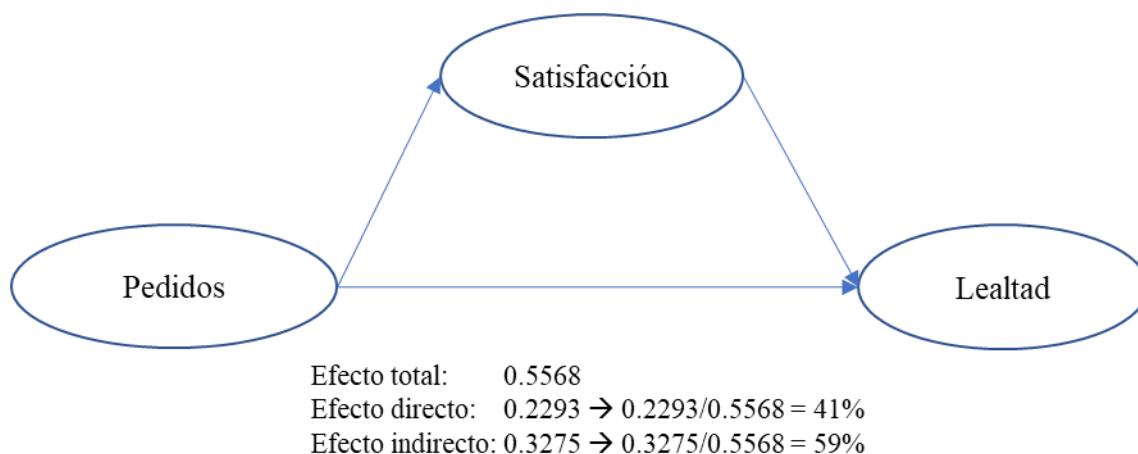 Satisfacción
Pedidos
Lealtad
Efecto total: 0.5568
Efecto directo: 0.2293 → 0.2293/0.5568 = 41%
Efecto indirecto: 0.3275 → 0.3275/0.5568 = 59%